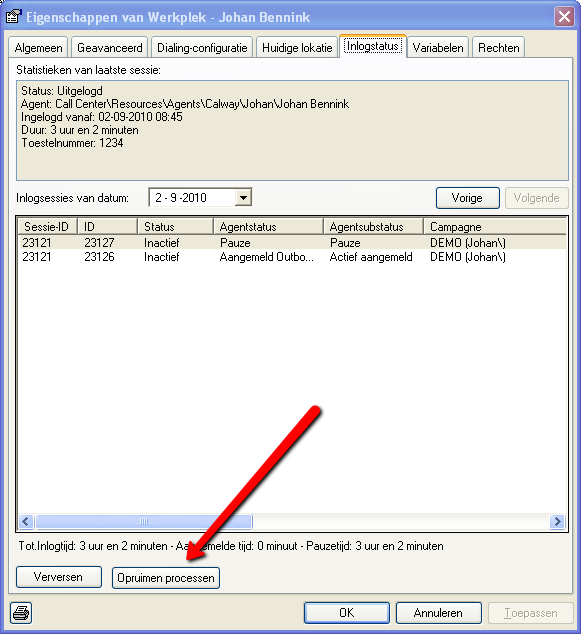 Eigenschappen van Werkplek - Johan Bennink
Algemeen Geavanceerd Dialing-configuratie Huidige lokatie Inlogstatus Variabelen Rechten
Statistieken van laatste sessie:
Status: Uitgelogd
Agent: Call Center\Resources\Agents\Calway\Johan\Johan Bennink
Ingelogd vanaf: 02-09-2010 08:45
Duur: 3 uur en 2 minuten
Toestelnummer: 1234
Inlogsessies van datum: 2 - 9 -2010 Vorige Volgende
Sessie-ID ID Status Agentstatus Agentsubstatus Campagne
23121 23127 Inactief Pauze Pauze DEMO (Johan\)
23121 23126 Inactief Aangemeld Outbo... Actief aangemeld DEMO (Johan\)
Tot.Inlogtijd: 3 uur en 2 minuten - Aangemelde tijd: 0 minuut - Pauzetijd: 3 uur en 2 minuten
Verversen Opruimen processen
OK Annuleren Toepassen